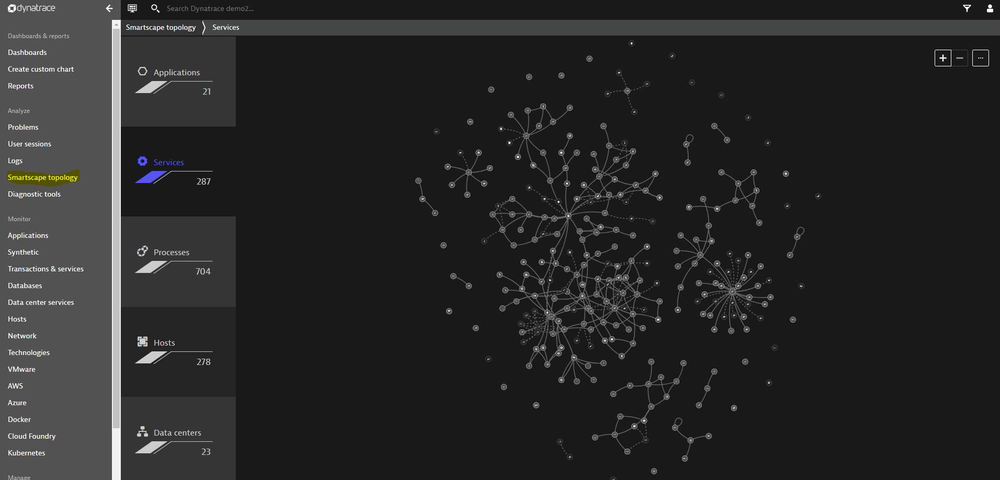 dynatrace
Search Dynatrace demo2...
Smartscape topology
Services
Dashboards & reports
Dashboards
Create custom chart
Reports
Analyze
Problems
User sessions
Logs
Smartscape topology
Diagnostic tools
Monitor
Applications
Synthetic
Transactions & services
Databases
Data center services
Hosts
Network
Technologies
VMware
AWS
Azure
Docker
Cloud Foundry
Kubernetes
Manage
Applications
21
Services
287
Processes
704
Hosts
278
Data centers
23